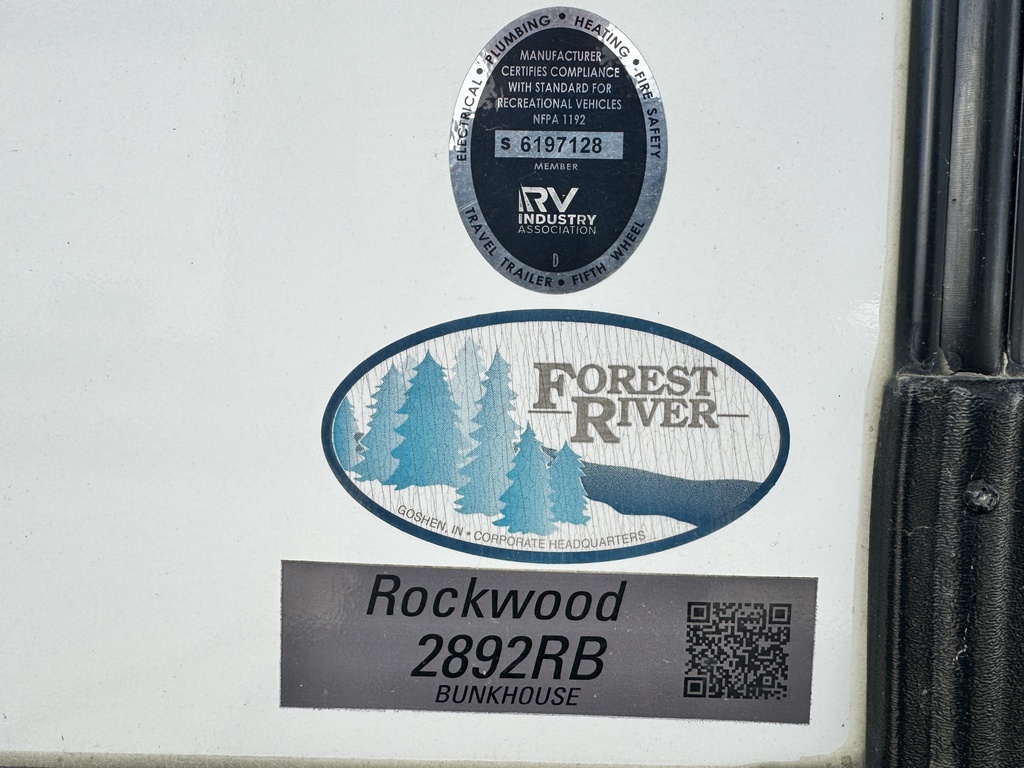 ELECTRICAL • PLUMBING • HEATING • FIRE SAFETY
MANUFACTURER
CERTIFIES COMPLIANCE
WITH STANDARD FOR
RECREATIONAL VEHICLES
NFPA 1192
S 6197128
MEMBER
RV
INDUSTRY
ASSOCIATION
D
TRAVEL TRAILER • FIFTH WHEEL
FOREST
RIVER
GOSHEN, IN • CORPORATE HEADQUARTERS
Rockwood
2892RB
BUNKHOUSE